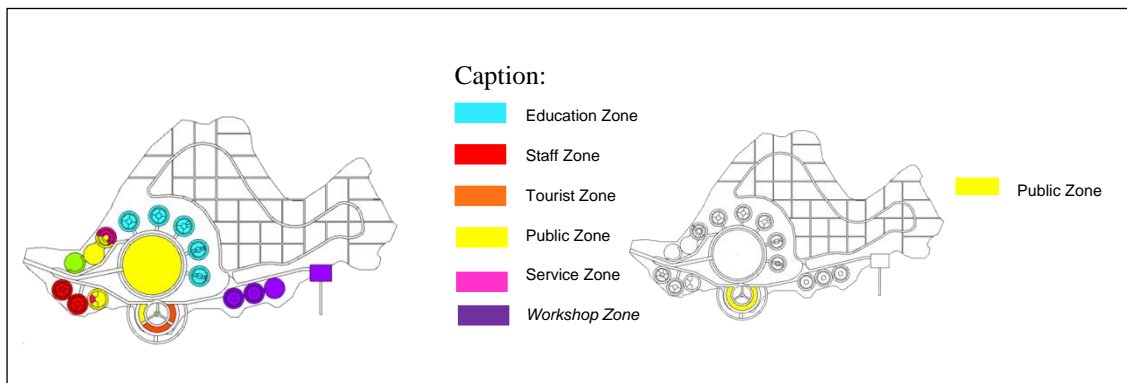 Caption:
Education Zone
Staff Zone
Tourist Zone
Public Zone
Service Zone
Workshop Zone
Public Zone